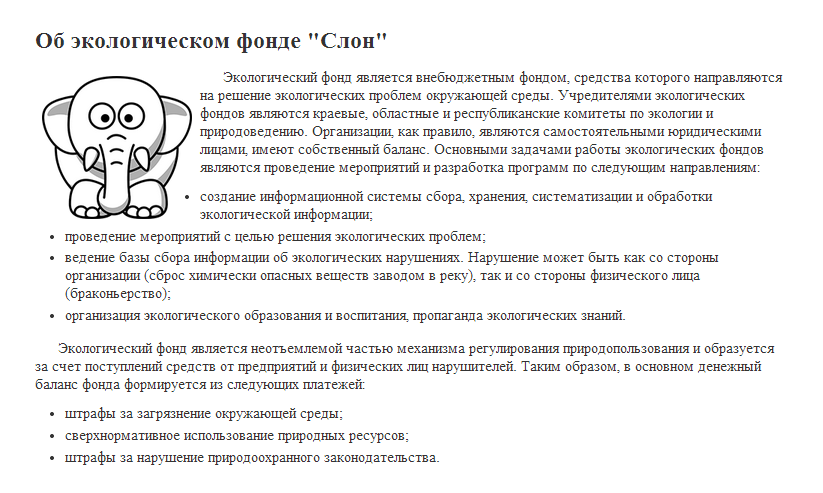 Об экологическом фонде "Слон"
Экологический фонд является внебюджетным фондом, средства которого направляются
на решение экологических проблем окружающей среды. Учредителями экологических
фондов являются краевые, областные и республиканские комитеты по экологии и
природоведению. Организации, как правило, являются самостоятельными юридическими
лицами, имеют собственный баланс. Основными задачами работы экологических фондов
являются проведение мероприятий и разработка программ по следующим направлениям:
• создание информационной системы сбора, хранения, систематизации и обработки
экологической информации;
• проведение мероприятий с целью решения экологических проблем;
• ведение базы сбора информации об экологических нарушениях. Нарушение может быть как со стороны
организации (сброс химически опасных веществ заводом в реку), так и со стороны физического лица
(браконьерство);
• организация экологического образования и воспитания, пропаганда экологических знаний.
Экологический фонд является неотъемлемой частью механизма регулирования природопользования и образуется
за счет поступлений средств от предприятий и физических лиц нарушителей. Таким образом, в основном денежный
баланс фонда формируется из следующих платежей:
• штрафы за загрязнение окружающей среды;
• сверхнормативное использование природных ресурсов;
• штрафы за нарушение природоохранного законодательства.